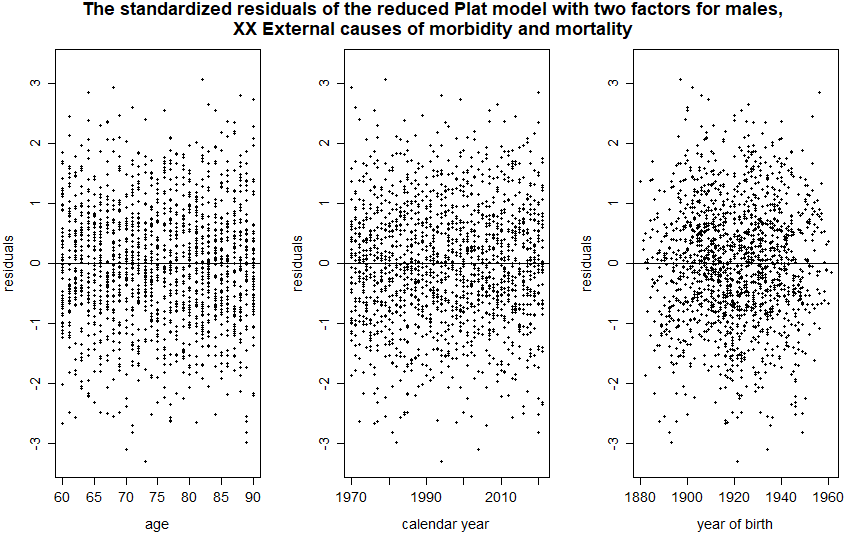 The standardized residuals of the reduced Plat model with two factors for males,
XX External causes of morbidity and mortality
residuals
3
2
1
0
-1
-2
-3
60 65 70 75 80 85 90
age
residuals
3
2
1
0
-1
-2
-3
1970 1990 2010
calendar year
residuals
3
2
1
0
-1
-2
-3
1880 1900 1920 1940 1960
year of birth